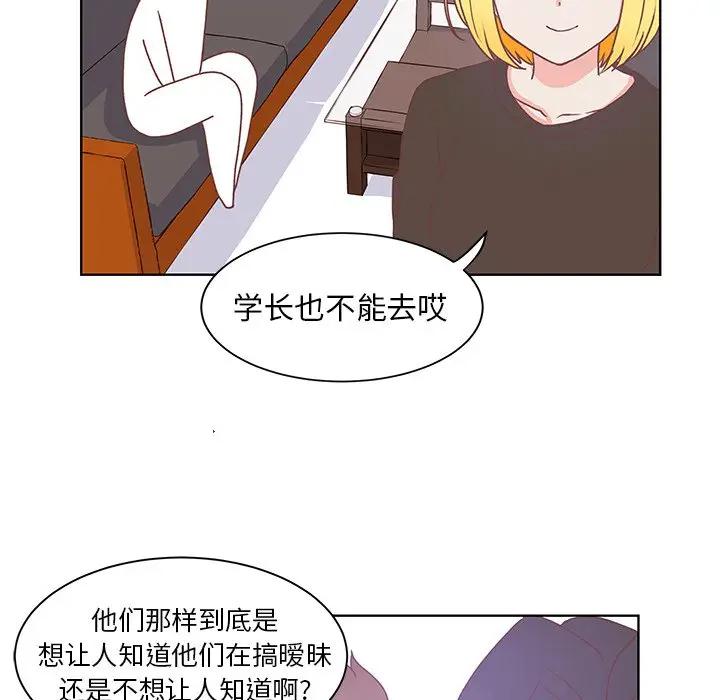 学长也不能去哎
他们那样到底是
想让人知道他们在搞暧昧
还是不想让人知道啊?